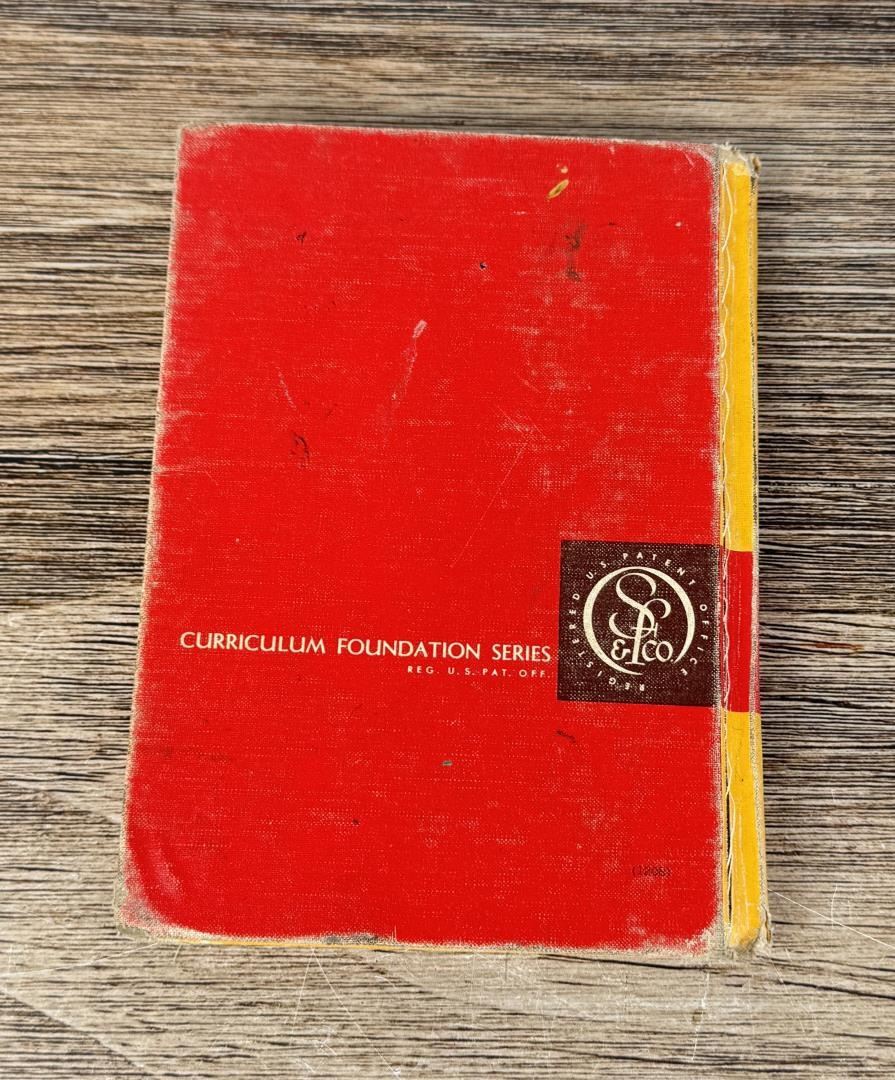 CURRICULUM FOUNDATION SERIES
REG. U.S. PAT. OFF.
REGISTERED U.S. PATENT OFFICE
SF
& CO.